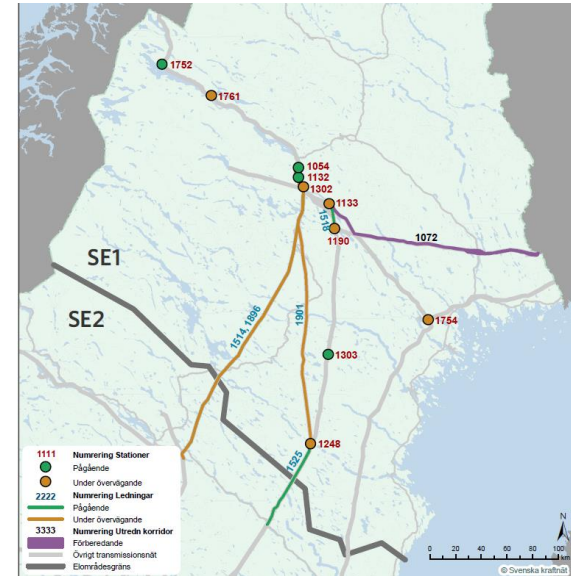 1752
1761
1054
1132
1302
1133
1518
1190
1072
SE1
SE2
1514, 1896
1901
1754
1303
1248
1525
1111 Numrering Stationer
Pågående
Under övervägande
2222 Numrering Ledningar
Pågående
Under övervägande
3333 Numrering Utredn korridor
Förberedande
Övrigt transmissionsnät
Elområdesgräns
N
0 20 40 60 80 100
km
© Svenska kraftnät